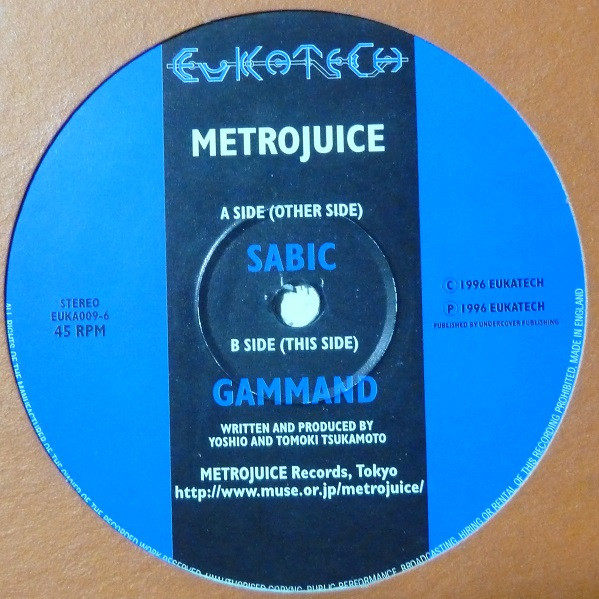 EUKATECH
METROJUICE
A SIDE (OTHER SIDE)
SABIC
STEREO
EUKA009-6
45 RPM
© 1996 EUKATECH
℗ 1996 EUKATECH
PUBLISHED BY UNDERCOVER PUBLISHING
B SIDE (THIS SIDE)
GAMMAND
WRITTEN AND PRODUCED BY
YOSHIO AND TOMOKI TSUKAMOTO
METROJUICE Records, Tokyo
http://www.muse.or.jp/metrojuice/
ALL RIGHTS OF THE MANUFACTURER OF THE OWNER OF THE RECORDED WORK RESERVED. UNAUTHORISED COPYNG, PUBLIC PERFORMANCE, BROADCASTING, HIRING OR RENTAL OF THIS RECORDING PROHIBITED. MADE IN ENGLAND